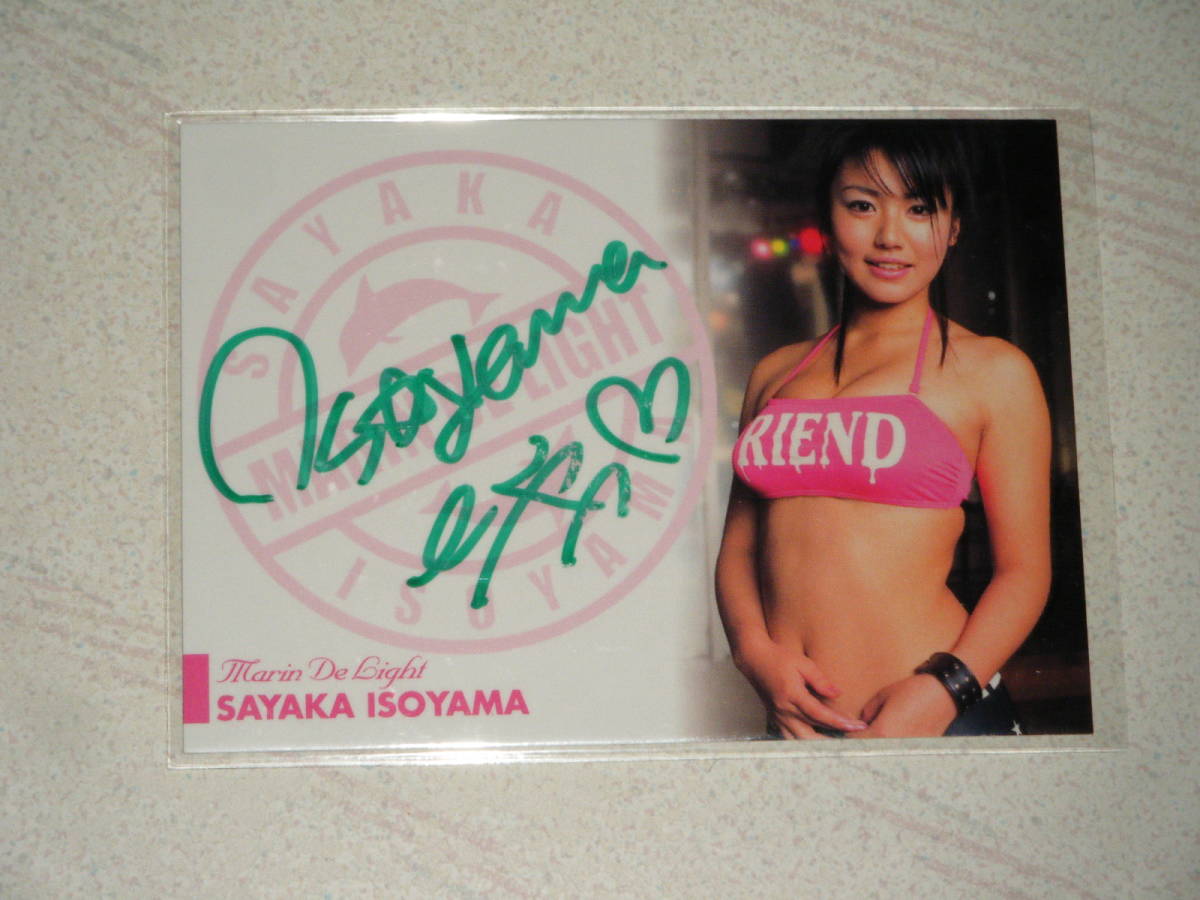 SAYAKA
MARIN DE LIGHT
ISOYAMA
Isoyama
RIEND
Marin De Light
SAYAKA ISOYAMA